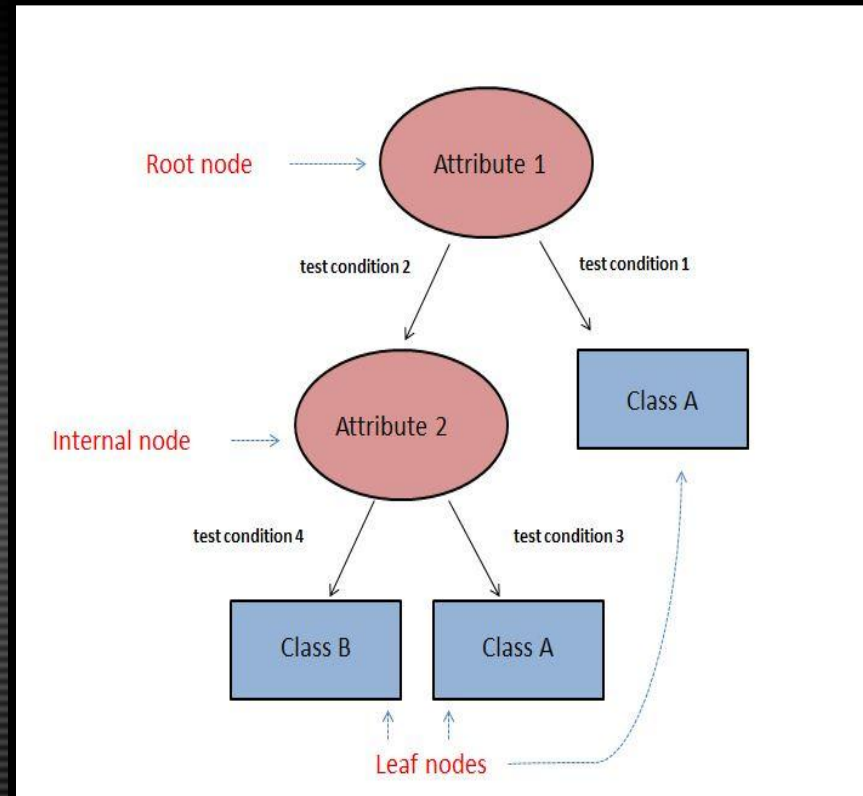 Root node
Attribute 1
test condition 2
test condition 1
Class A
Internal node
Attribute 2
test condition 4
test condition 3
Class B
Class A
Leaf nodes